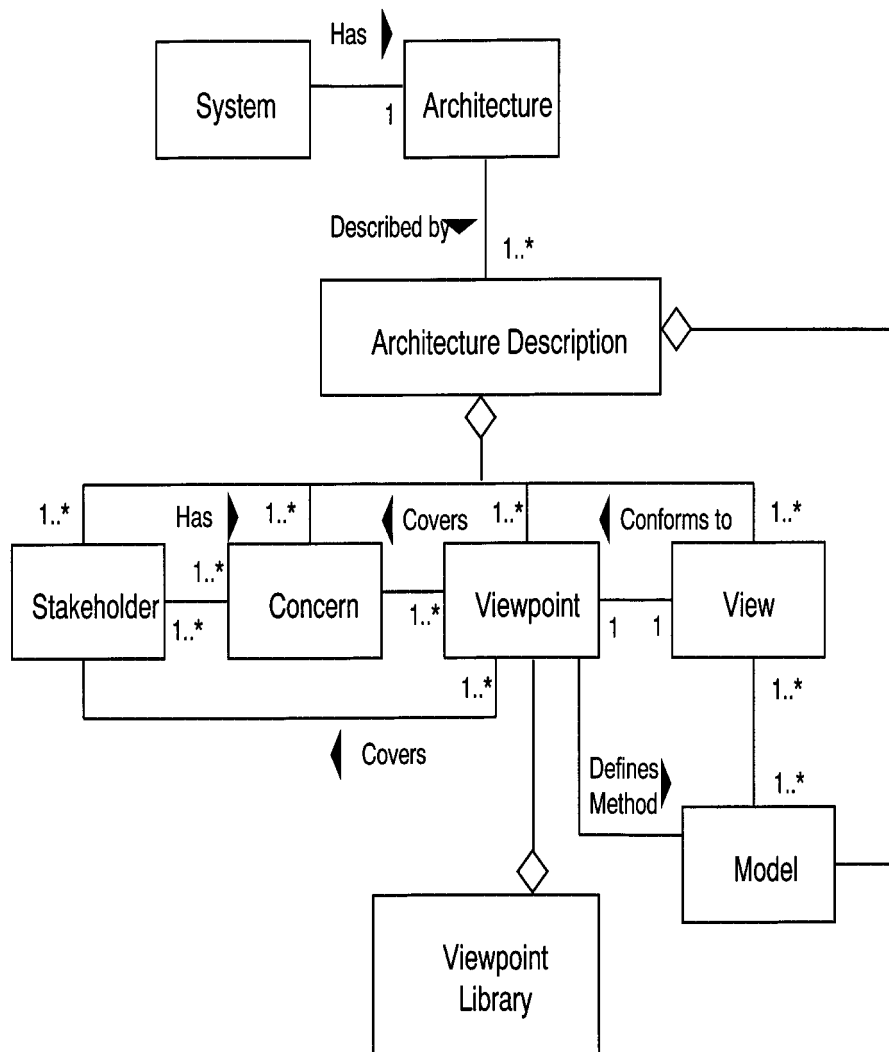 Has
System
1
Architecture
Described by
1..*
Architecture Description
1..*
Has
1..*
Covers
1..*
Conforms to
1..*
Stakeholder
1..*
1..*
Concern
1..*
Viewpoint
1
1
View
1..*
1..*
Covers
Defines
Method
1..*
Model
Viewpoint
Library